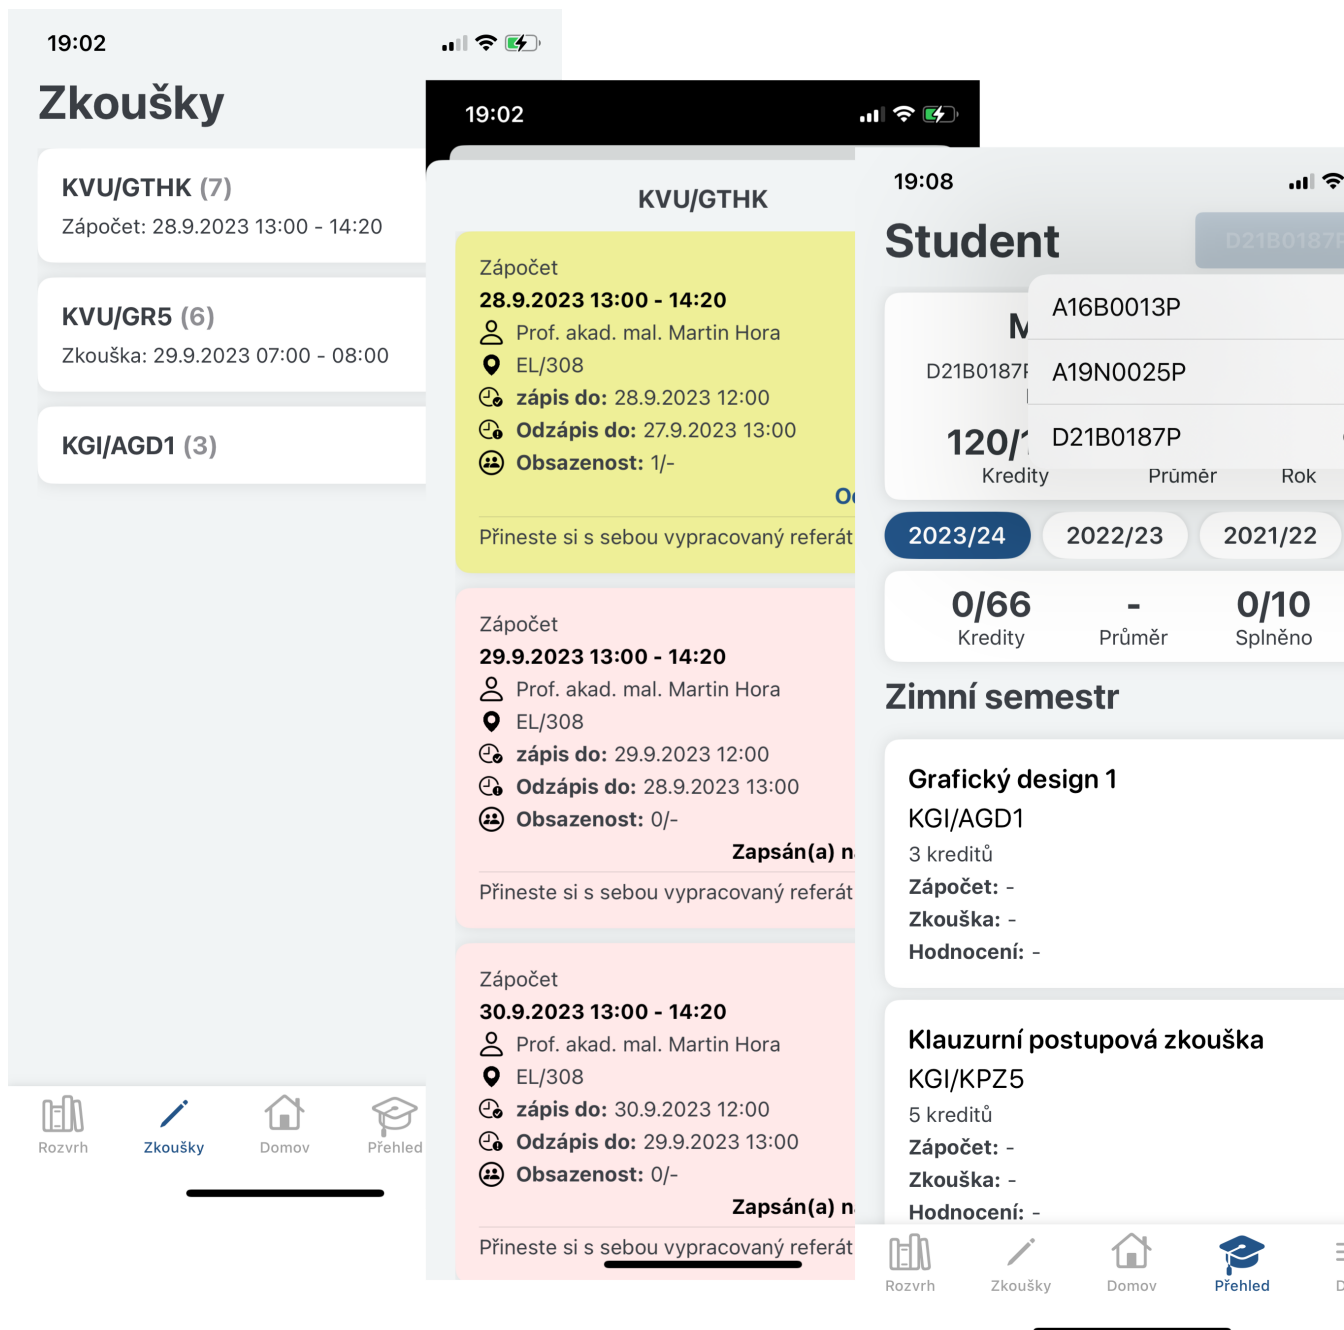 19:02
Zkoušky
KVU/GTHK (7)
Zápočet: 28.9.2023 13:00 - 14:20
KVU/GR5 (6)
Zkouška: 29.9.2023 07:00 - 08:00
KGI/AGD1 (3)
Rozvrh
Zkoušky
Domov
Přehled
19:02
KVU/GTHK
Zápočet
28.9.2023 13:00 - 14:20
Prof. akad. mal. Martin Hora
EL/308
zápis do: 28.9.2023 12:00
Odzápis do: 27.9.2023 13:00
Obsazenost: 1/-
Přineste si s sebou vypracovaný referát
Zápočet
29.9.2023 13:00 - 14:20
Prof. akad. mal. Martin Hora
EL/308
zápis do: 29.9.2023 12:00
Odzápis do: 28.9.2023 13:00
Obsazenost: 0/-
Zapsán(a)
Přineste si s sebou vypracovaný referát
Zápočet
30.9.2023 13:00 - 14:20
Prof. akad. mal. Martin Hora
EL/308
zápis do: 30.9.2023 12:00
Odzápis do: 29.9.2023 13:00
Obsazenost: 0/-
Zapsán(a)
Přineste si s sebou vypracovaný referát
19:08
Student
D21B0187P
A16B0013P
A19N0025P
D21B0187P
D21B0187P
Kredity
Průměr
Rok
2023/24
2022/23
2021/22
0/66
Kredity
-
Průměr
0/10
Splněno
Zimní semestr
Grafický design 1
KGI/AGD1
3 kreditů
Zápočet: -
Zkouška: -
Hodnocení: -
Klauzurní postupová zkouška
KGI/KPZ5
5 kreditů
Zápočet: -
Zkouška: -
Hodnocení: -
Rozvrh
Zkoušky
Domov
Přehled